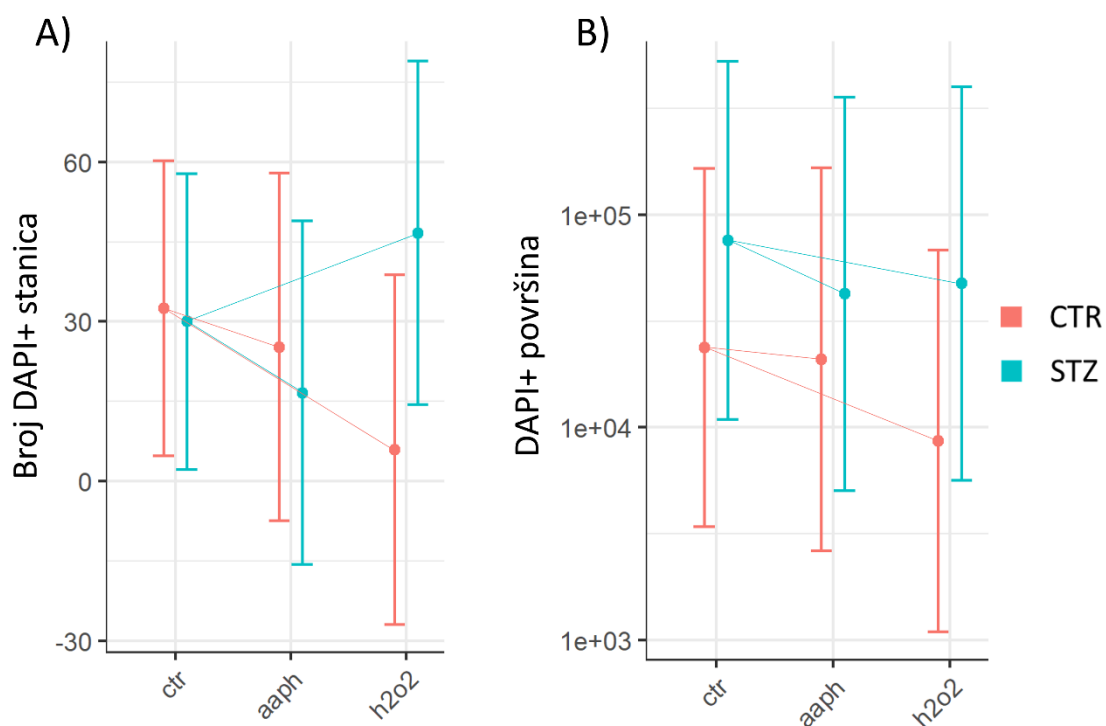 A)
B)
Broj DAPI+ stanica
60
30
0
-30
ctr
aaph
h2o2
DAPI+ površina
1e+05
1e+04
1e+03
ctr
aaph
h2o2
CTR
STZ